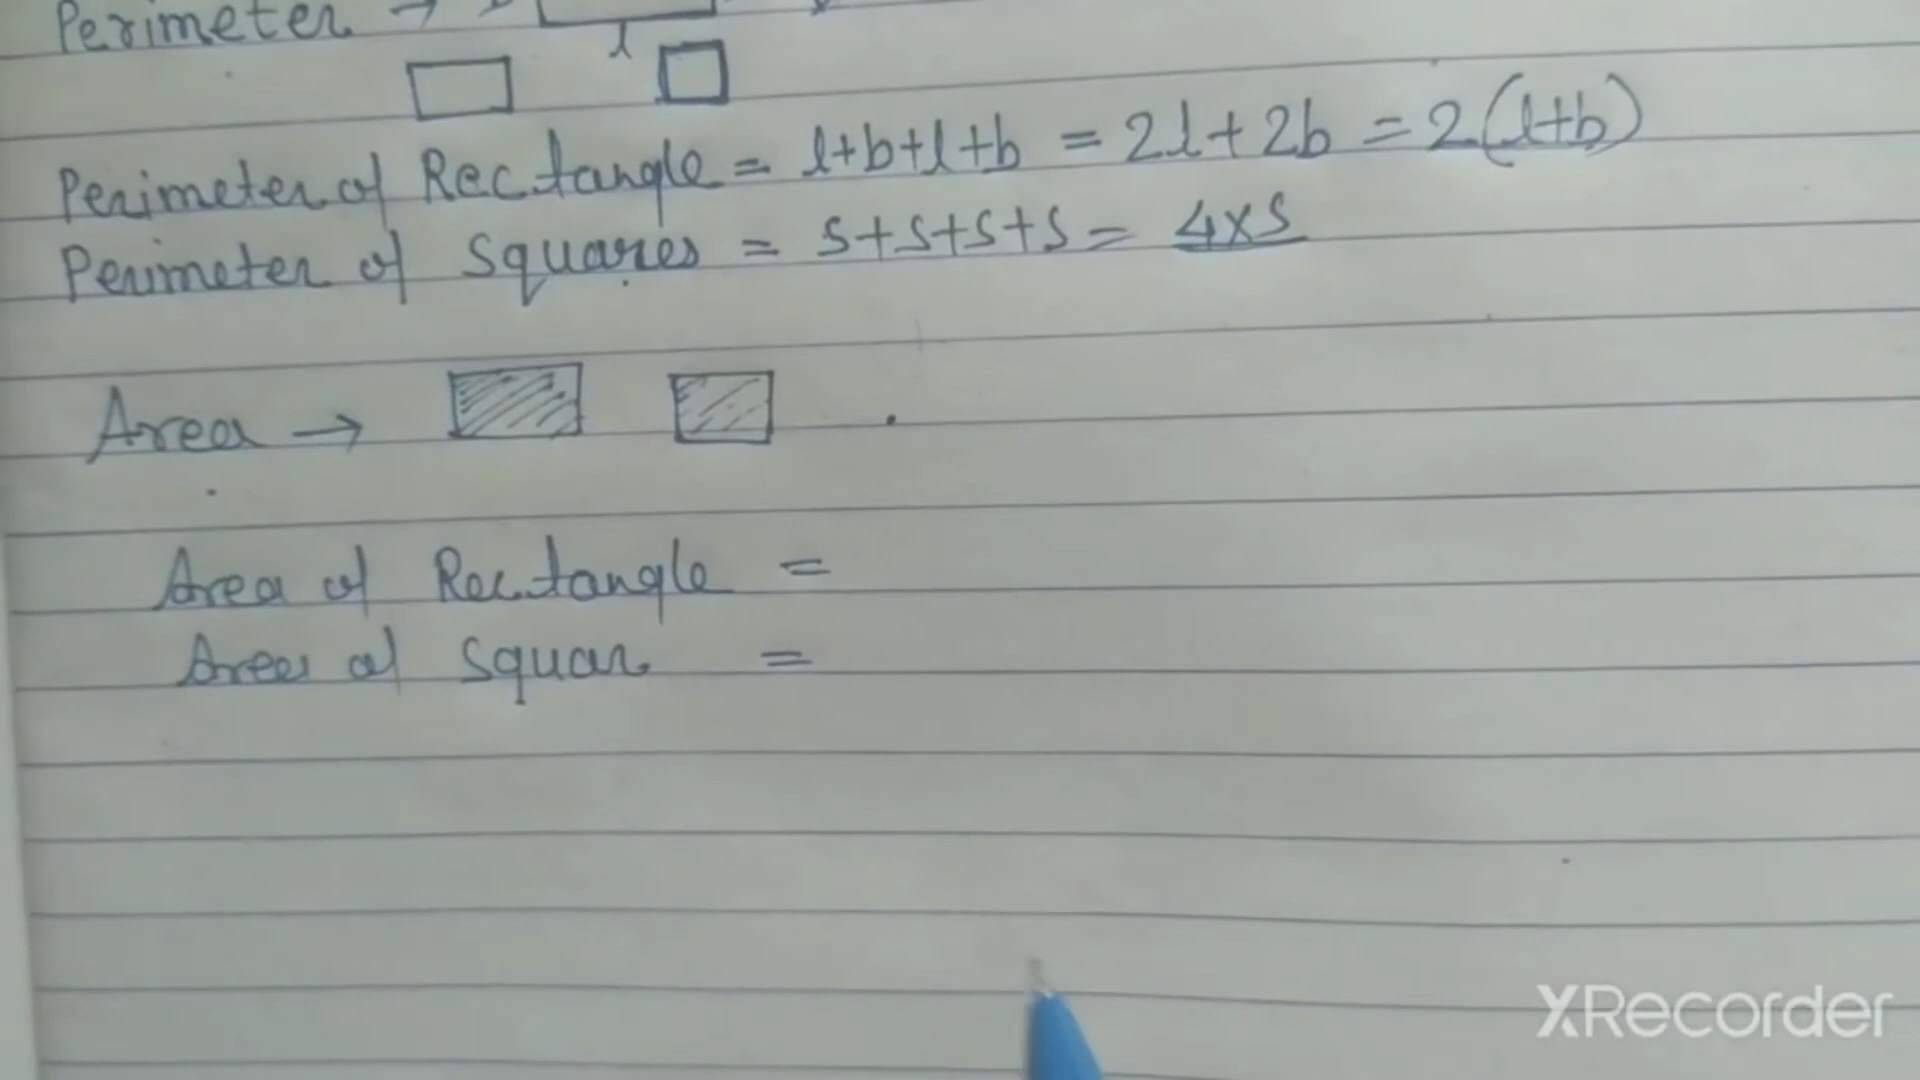 Perimeter → b
l
Perimeter of Rectangle = l+b+l+b = 2l+2b = 2(l+b)
Perimeter of squares = s+s+s+s = 4×s
Area →
Area of Rectangle =
Area of squar =
XRecorder